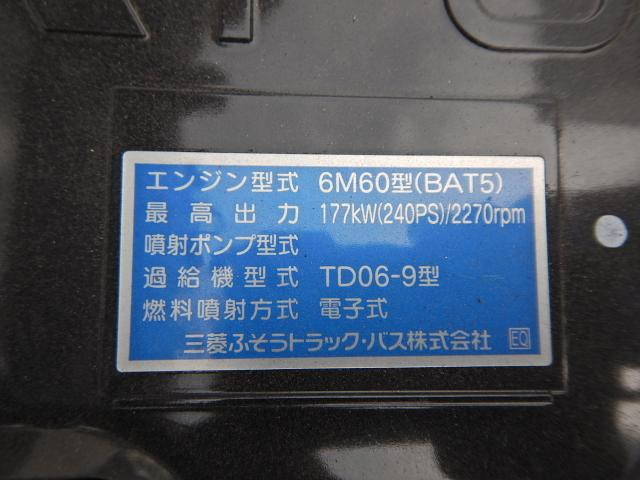 エンジン型式 6M60型(BAT5)
最高出力 177kW(240PS)/2270rpm
噴射ポンプ型式
過給機型式 TD06-9型
燃料噴射方式 電子式
三菱ふそうトラック・バス株式会社 EQ